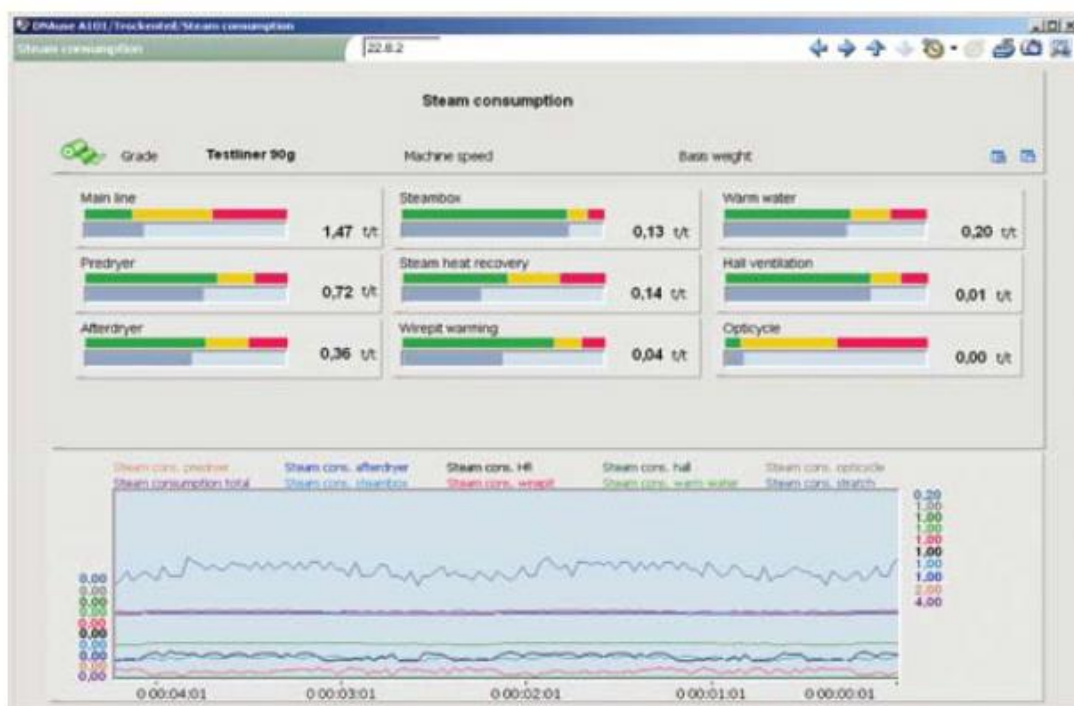 DNAuse A101/Trockenteil/Steam consumption
Steam consumption
22.8.2
Steam consumption
Grade Testliner 90g Machine speed Basis weight
Main line Steambox Warm water
1,47 t/t 0,13 t/t 0,20 t/t
Predryer Steam heat recovery Hall ventilation
0,72 t/t 0,14 t/t 0,01 t/t
Afterdryer Wirepit warming Opticycle
0,36 t/t 0,04 t/t 0,00 t/t
Steam cons. predryer Steam cons. afterdryer Steam cons. HR Steam cons. hall Steam cons. opticycle
Steam consumption total Steam cons. steambox Steam cons. wirepit Steam cons. warm water Steam cons. stretch
0,20
1,00
1,00
1,00
1,00
1,00
1,00
1,00
2,00
4,00
0,00
0,00
0,00
0,00
0,00
0,00
0,00
0,00
0,00
0,00
0 00:04:01 0 00:03:01 0 00:02:01 0 00:01:01 0 00:00:01